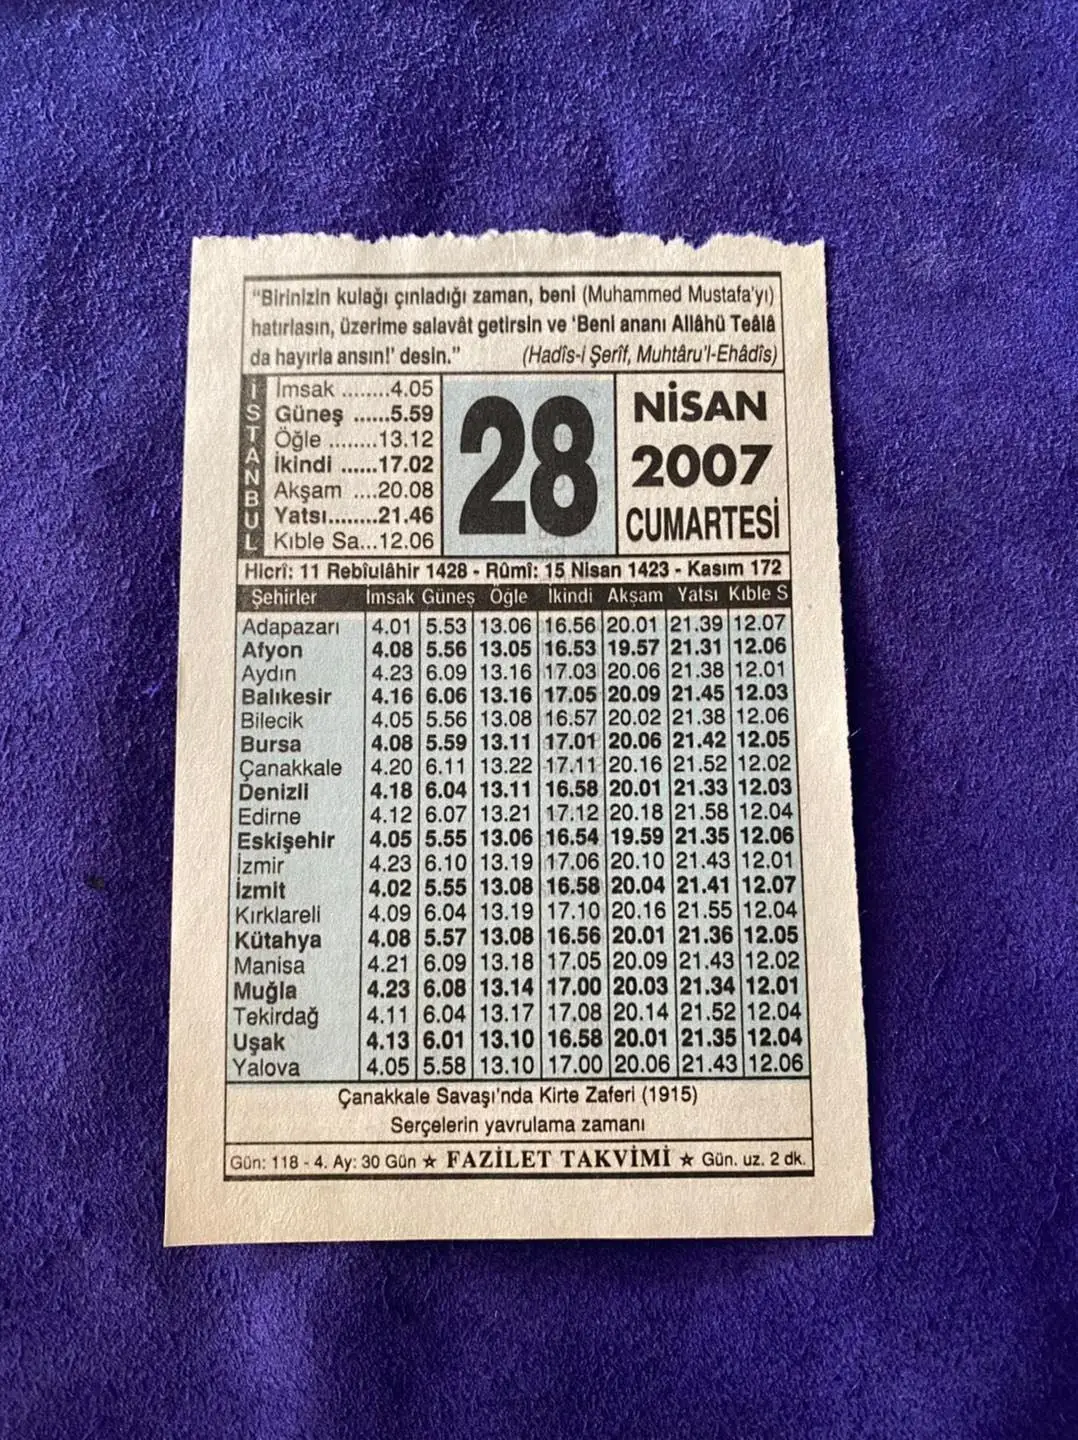 “Birinizin kulağı çınladığı zaman, beni (Muhammed Mustafa'yı)
hatırlasın, üzerime salavât getirsin ve 'Beni ananı Allâhü Teâlâ
da hayırla ansın!' desin.” (Hadîs-i Şerîf, Muhtâru'l-Ehâdîs)
İSTANBUL
İmsak ........4.05
Güneş ......5.59
Öğle ........13.12
İkindi ......17.02
Akşam ....20.08
Yatsı........21.46
Kıble Sa...12.06
28
NİSAN
2007
CUMARTESİ
Hicrî: 11 Rebîulâhir 1428 - Rûmî: 15 Nisan 1423 - Kasım 172
Şehirler İmsak Güneş Öğle İkindi Akşam Yatsı Kıble S
Adapazarı 4.01 5.53 13.06 16.56 20.01 21.39 12.07
Afyon 4.08 5.56 13.05 16.53 19.57 21.31 12.06
Aydın 4.23 6.09 13.16 17.03 20.06 21.38 12.01
Balıkesir 4.16 6.06 13.16 17.05 20.09 21.45 12.03
Bilecik 4.05 5.56 13.08 16.57 20.02 21.38 12.06
Bursa 4.08 5.59 13.11 17.01 20.06 21.42 12.05
Çanakkale 4.20 6.11 13.22 17.11 20.16 21.52 12.02
Denizli 4.18 6.04 13.11 16.58 20.01 21.33 12.03
Edirne 4.12 6.07 13.21 17.12 20.18 21.58 12.04
Eskişehir 4.05 5.55 13.06 16.54 19.59 21.35 12.06
İzmir 4.23 6.10 13.19 17.06 20.10 21.43 12.01
İzmit 4.02 5.55 13.08 16.58 20.04 21.41 12.07
Kırklareli 4.09 6.04 13.19 17.10 20.16 21.55 12.04
Kütahya 4.08 5.57 13.08 16.56 20.01 21.36 12.05
Manisa 4.21 6.09 13.18 17.05 20.09 21.43 12.02
Muğla 4.23 6.08 13.14 17.00 20.03 21.34 12.01
Tekirdağ 4.11 6.04 13.17 17.08 20.14 21.52 12.04
Uşak 4.13 6.01 13.10 16.58 20.01 21.35 12.04
Yalova 4.05 5.58 13.10 17.00 20.06 21.43 12.06
Çanakkale Savaşı'nda Kirte Zaferi (1915)
Serçelerin yavrulama zamanı
Gün: 118 - 4. Ay: 30 Gün ★ FAZİLET TAKVİMİ ★ Gün. uz. 2 dk.